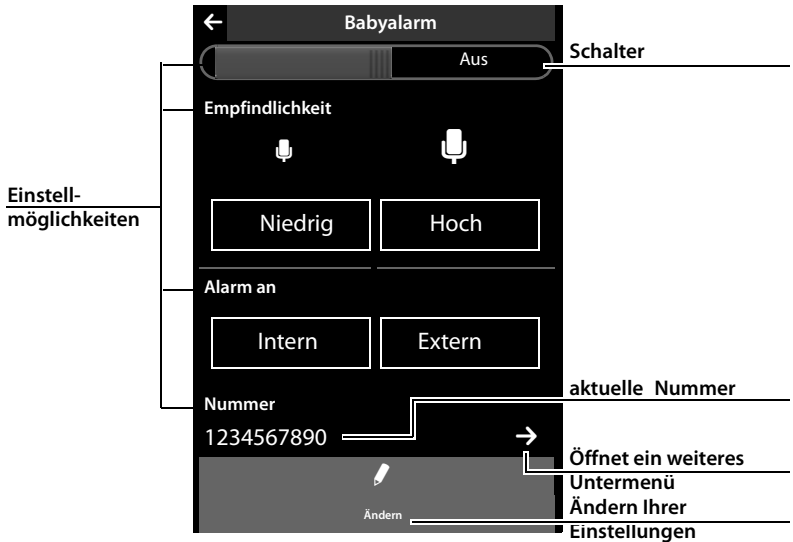 Babyalarm
Aus
Schalter
Empfindlichkeit
Einstell-
möglichkeiten
Niedrig
Hoch
Alarm an
Intern
Extern
aktuelle Nummer
Nummer
1234567890
Öffnet ein weiteres
Untermenü
Ändern
Ändern Ihrer
Einstellungen